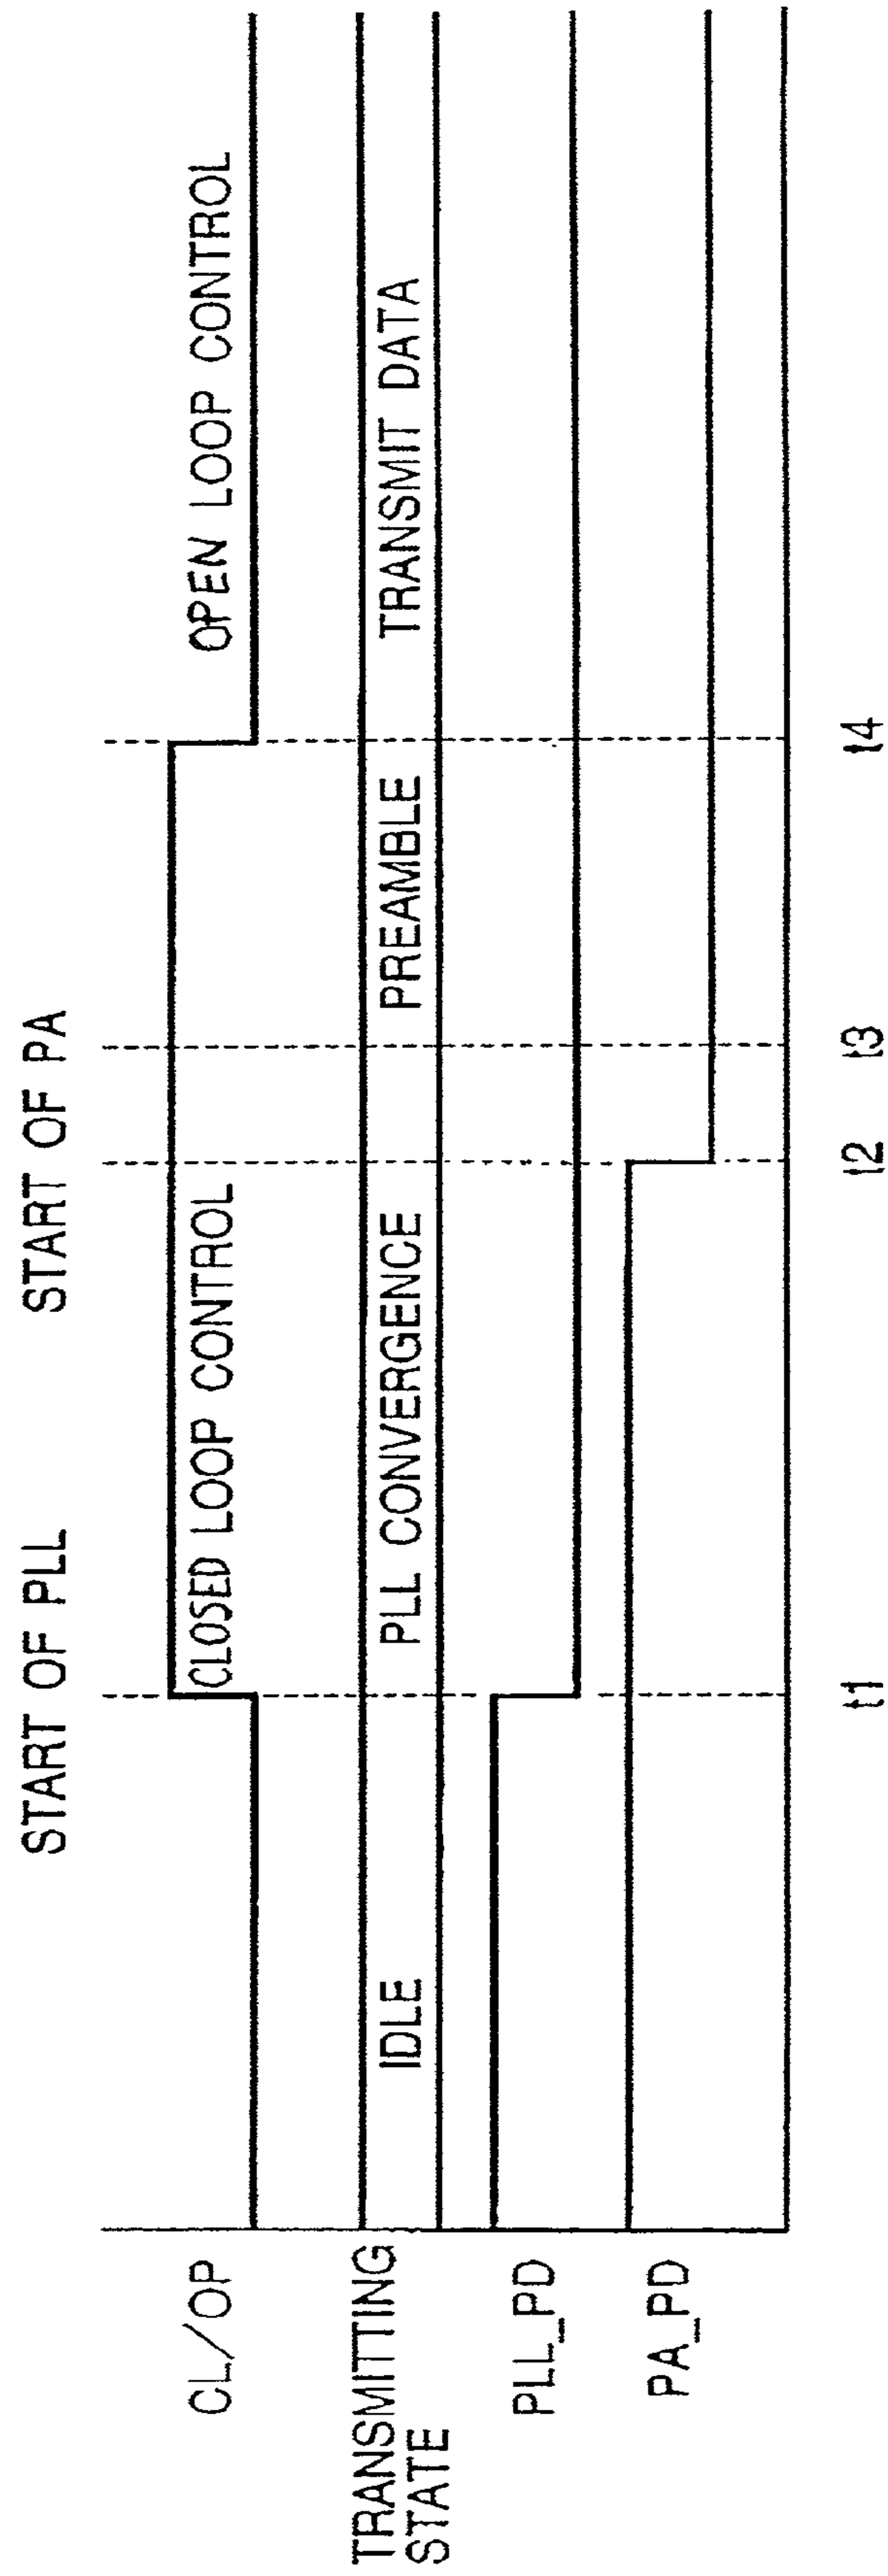 START OF PLL
START OF PA
CL/OP
CLOSED LOOP CONTROL
OPEN LOOP CONTROL
TRANSMITTING
STATE
IDLE
PLL CONVERGENCE
PREAMBLE
TRANSMIT DATA
PLL_PD
PA_PD
t1
t2
t3
t4